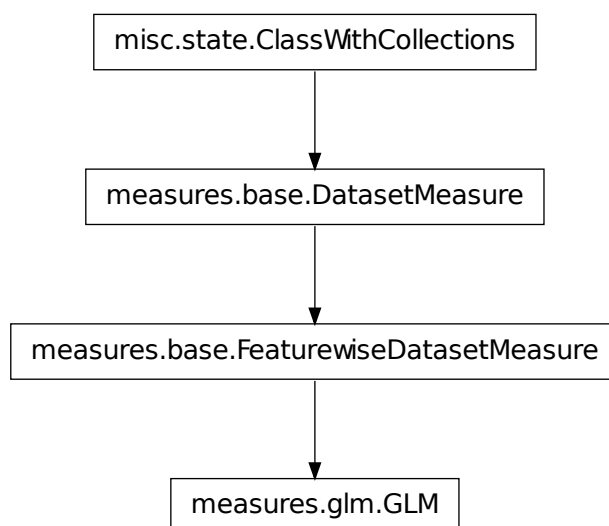 misc.state.ClassWithCollections
measures.base.DatasetMeasure
measures.base.FeaturewiseDatasetMeasure
measures.glm.GLM